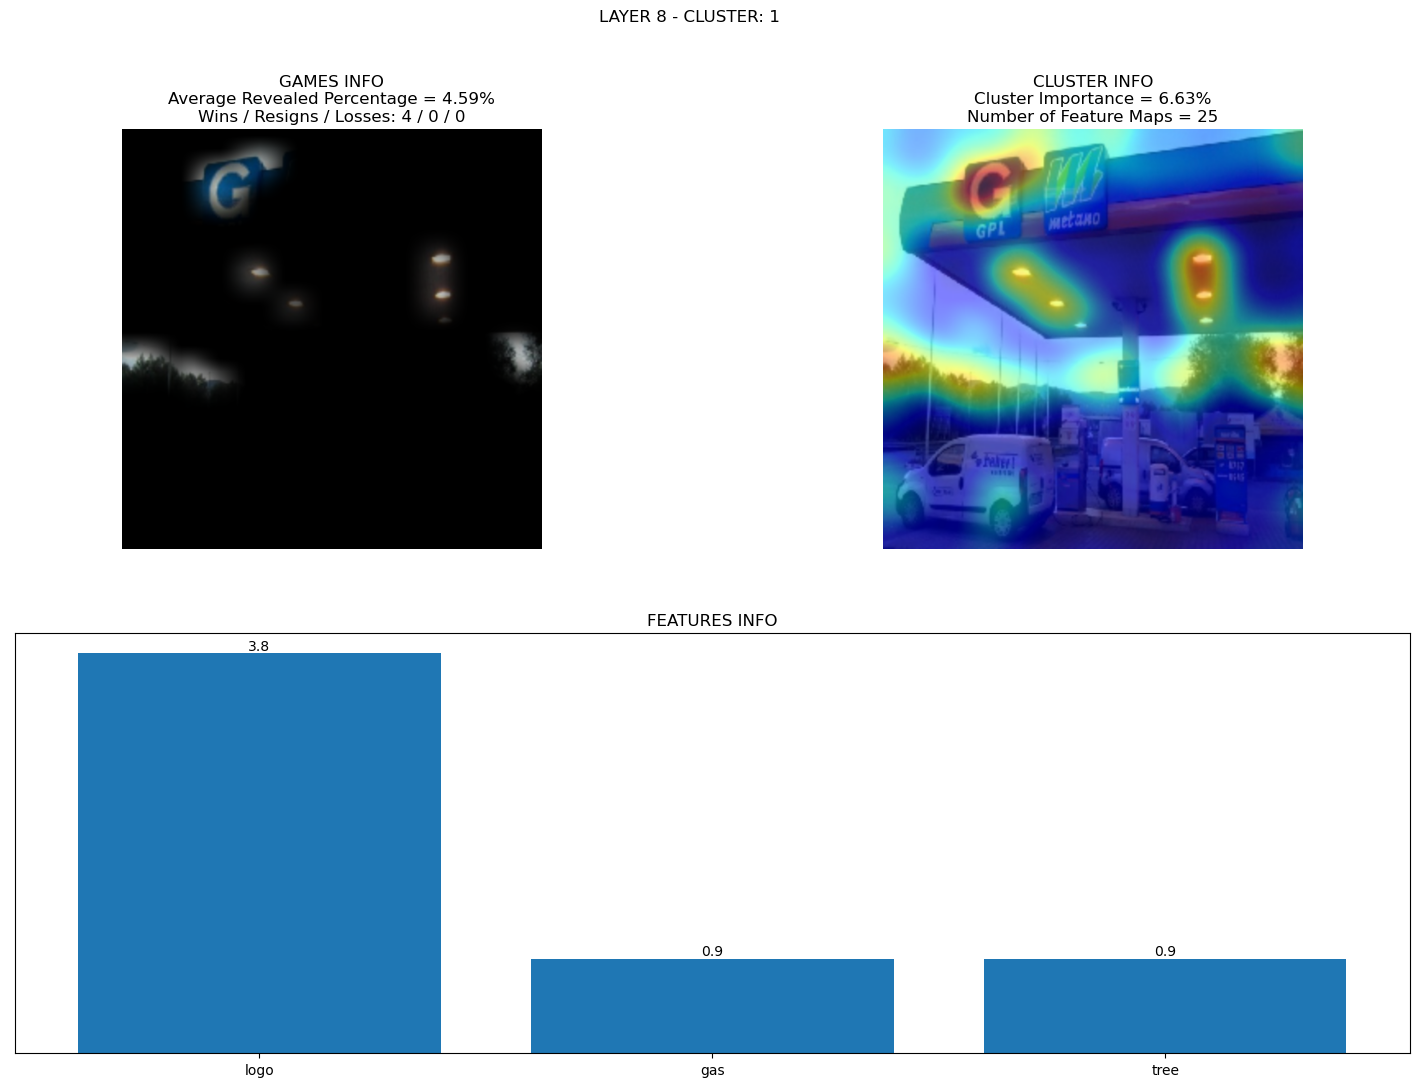 LAYER 8 - CLUSTER: 1
GAMES INFO
Average Revealed Percentage = 4.59%
Wins / Resigns / Losses: 4 / 0 / 0
G
CLUSTER INFO
Cluster Importance = 6.63%
Number of Feature Maps = 25
G
GPL
metano
FEATURES INFO
3.8
0.9
0.9
logo
gas
tree